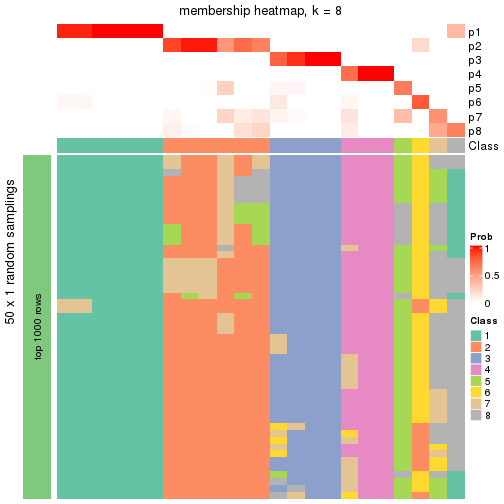 membership heatmap, k = 8
p1
p2
p3
p4
p5
p6
p7
p8
Class
50 x 1 random samplings
top 1000 rows
Prob
1
0.5
0
Class
1
2
3
4
5
6
7
8